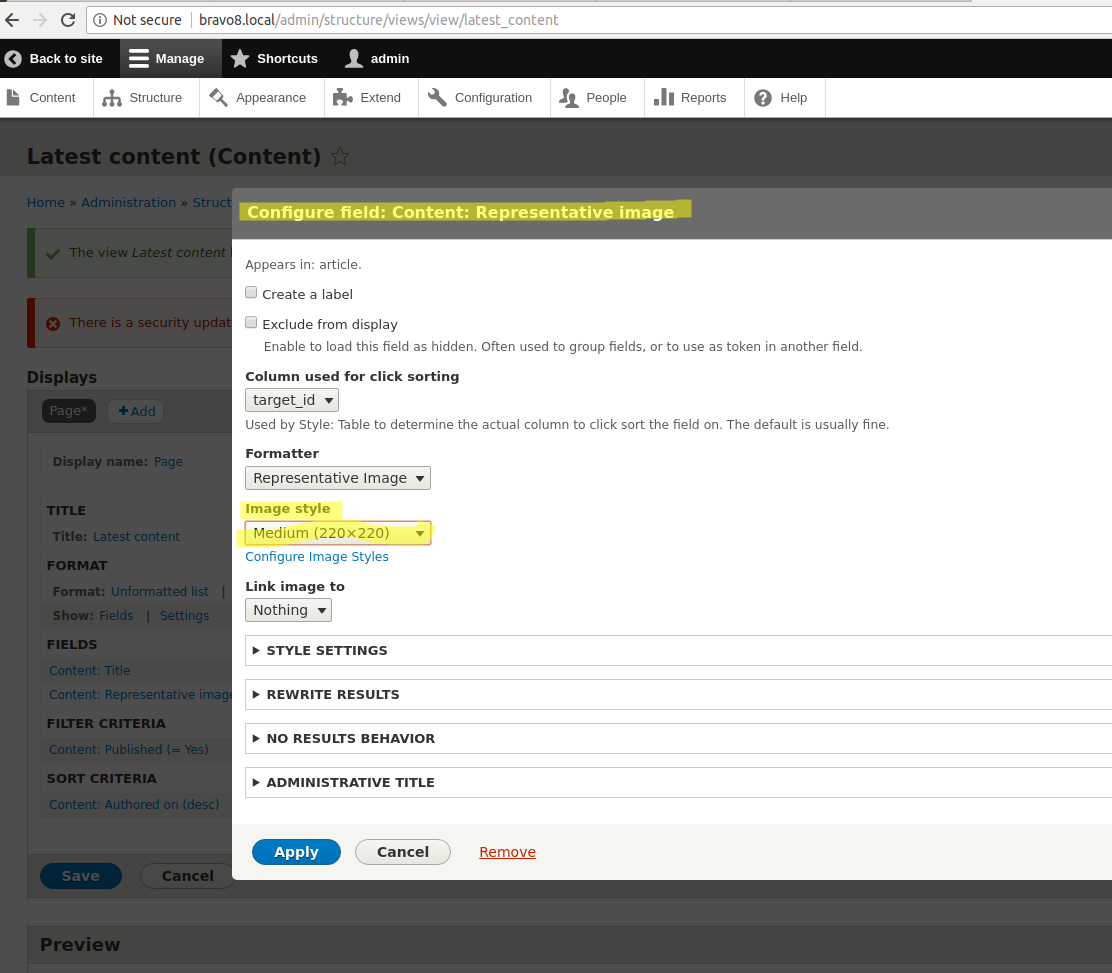 Not secure | bravo8.local/admin/structure/views/view/latest_content
Back to site Manage Shortcuts admin
Content Structure Appearance Extend Configuration People Reports Help
Latest content (Content)
Home » Administration » Struct
Configure field: Content: Representative image
The view Latest content
There is a security updat
Displays
Page* +Add
Display name: Page
TITLE
Title: Latest content
FORMAT
Format: Unformatted list |
Show: Fields | Settings
FIELDS
Content: Title
Content: Representative image
FILTER CRITERIA
Content: Published (= Yes)
SORT CRITERIA
Content: Authored on (desc)
Save Cancel
Preview
Appears in: article.
Create a label
Exclude from display
Enable to load this field as hidden. Often used to group fields, or to use as token in another field.
Column used for click sorting
target_id
Used by Style: Table to determine the actual column to click sort the field on. The default is usually fine.
Formatter
Representative Image
Image style
Medium (220×220)
Configure Image Styles
Link image to
Nothing
STYLE SETTINGS
REWRITE RESULTS
NO RESULTS BEHAVIOR
ADMINISTRATIVE TITLE
Apply Cancel Remove